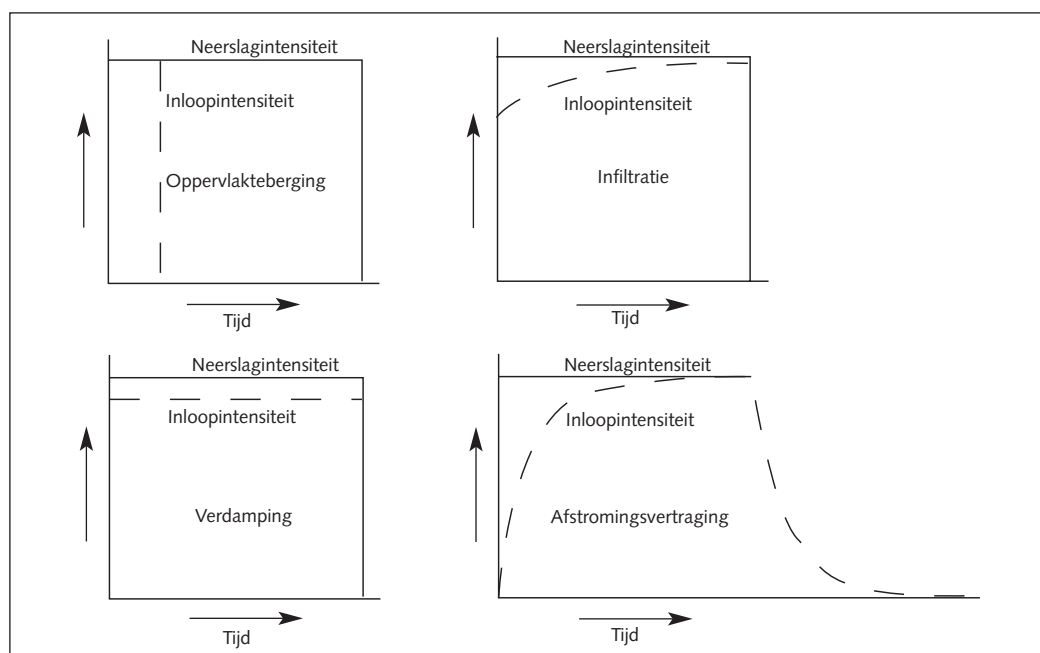 Neerslagintensiteit
Inloopintensiteit
Oppervlakteberging
Tijd
Neerslagintensiteit
Inloopintensiteit
Infiltratie
Tijd
Neerslagintensiteit
Inloopintensiteit
Verdamping
Tijd
Neerslagintensiteit
Inloopintensiteit
Afstromingsvertraging
Tijd